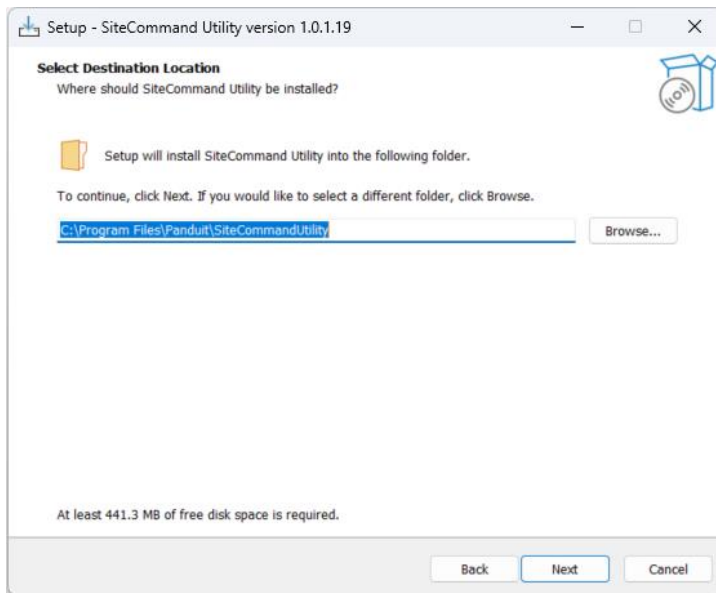 Setup - SiteCommand Utility version 1.0.1.19
Select Destination Location
Where should SiteCommand Utility be installed?
Setup will install SiteCommand Utility into the following folder.
To continue, click Next. If you would like to select a different folder, click Browse.
C:\Program Files\Panduit\SiteCommandUtility
Browse...
At least 441.3 MB of free disk space is required.
Back
Next
Cancel